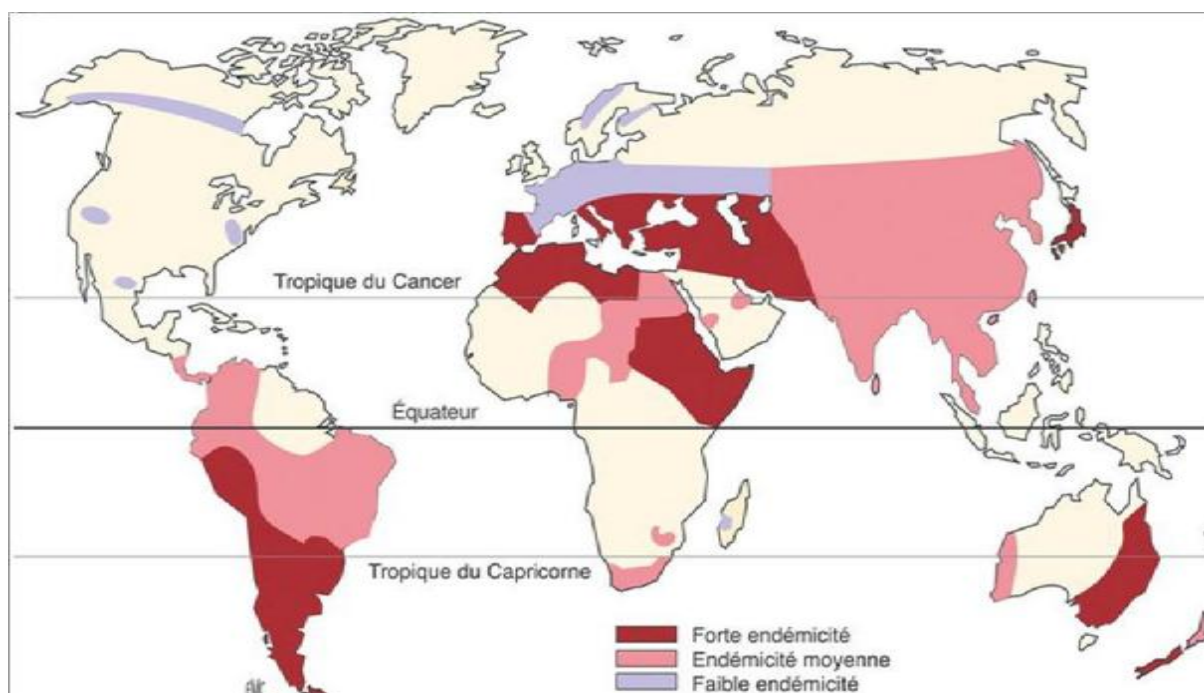 Tropique du Cancer
Équateur
Tropique du Capricorne
Forte endémicité
Endémicité moyenne
Faible endémicité